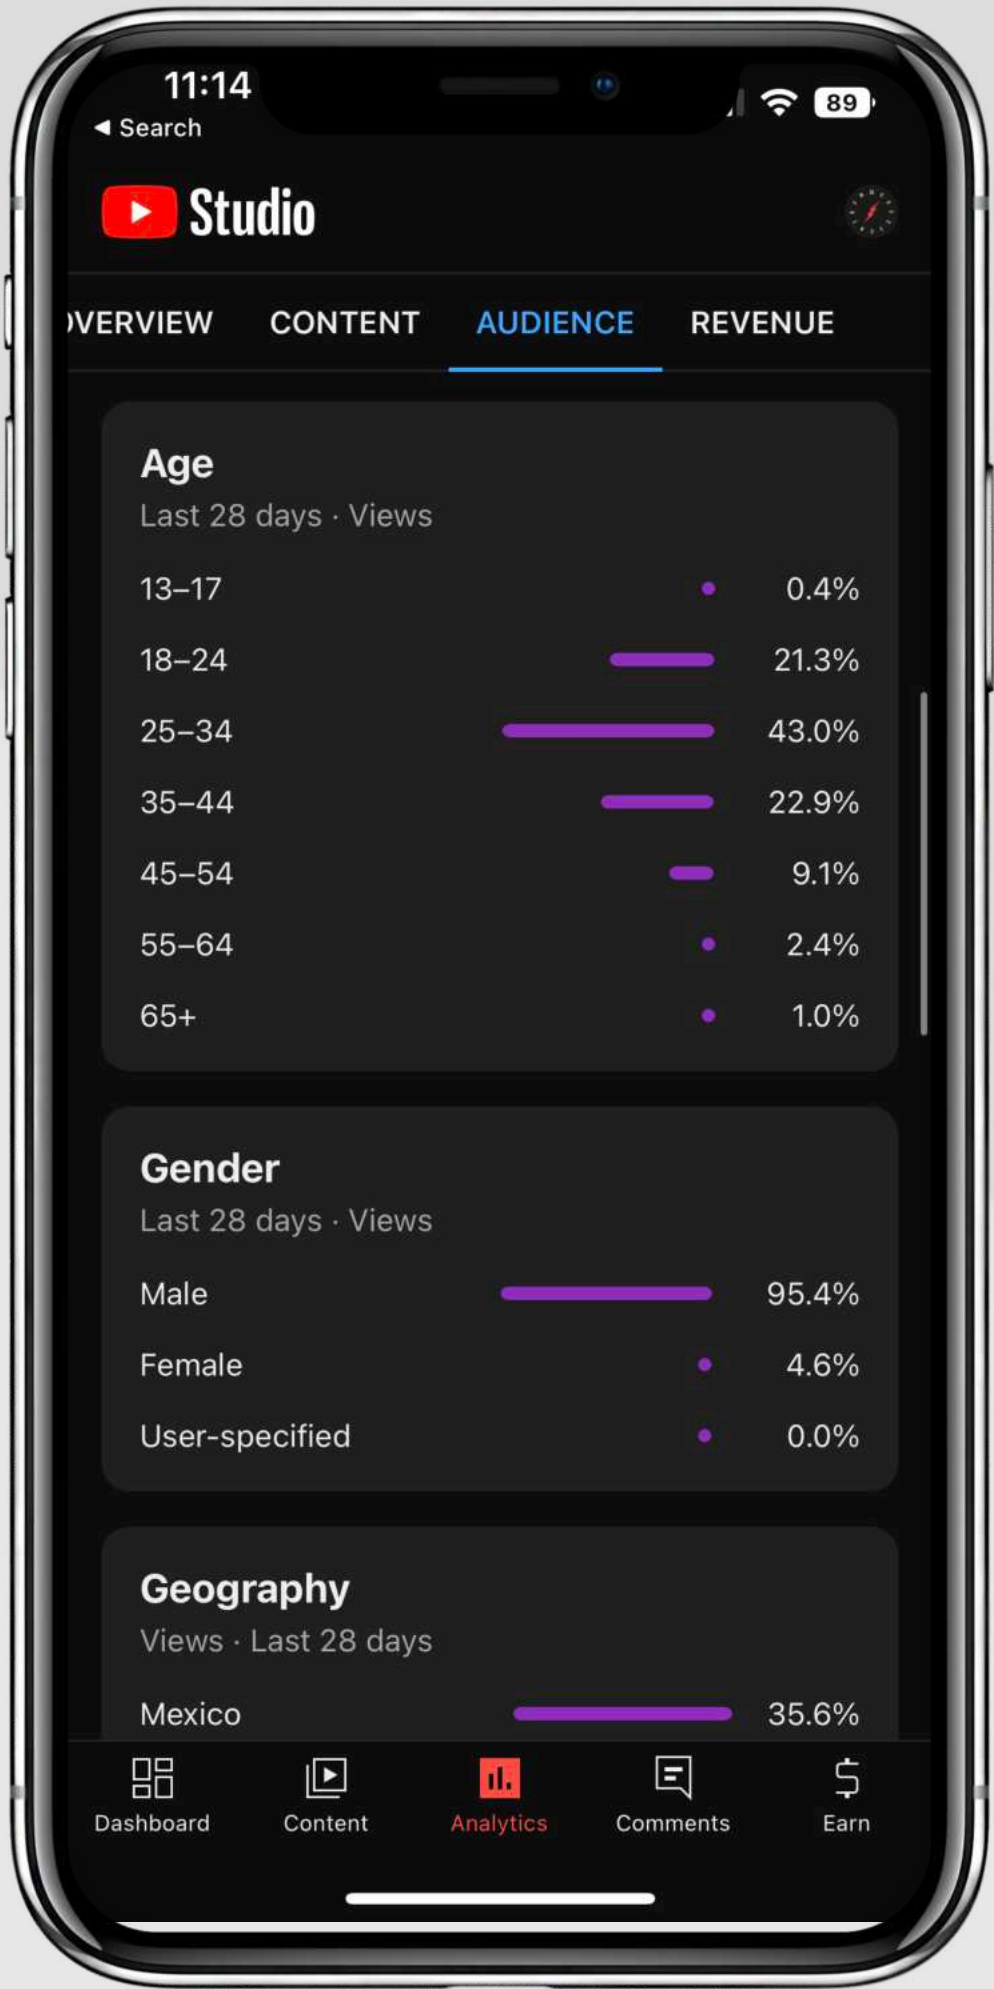 11:14
89
◀ Search
Studio
OVERVIEW CONTENT AUDIENCE REVENUE
Age
Last 28 days · Views
13–17 0.4%
18–24 21.3%
25–34 43.0%
35–44 22.9%
45–54 9.1%
55–64 2.4%
65+ 1.0%
Gender
Last 28 days · Views
Male 95.4%
Female 4.6%
User-specified 0.0%
Geography
Views · Last 28 days
Mexico 35.6%
Dashboard Content Analytics Comments Earn